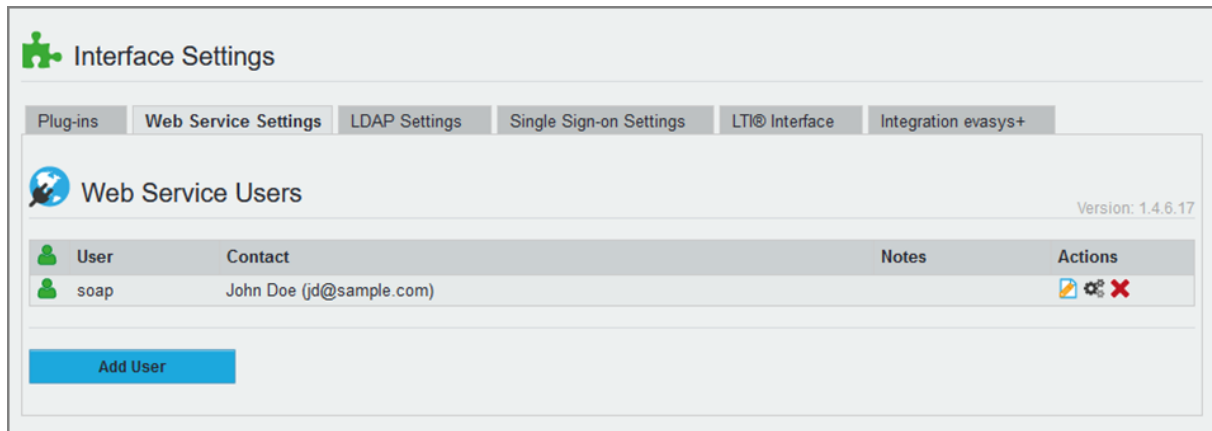 Interface Settings
Plug-ins Web Service Settings LDAP Settings Single Sign-on Settings LTI® Interface Integration evasys+
Web Service Users
Version: 1.4.6.17
User Contact Notes Actions
soap John Doe (jd@sample.com)
Add User